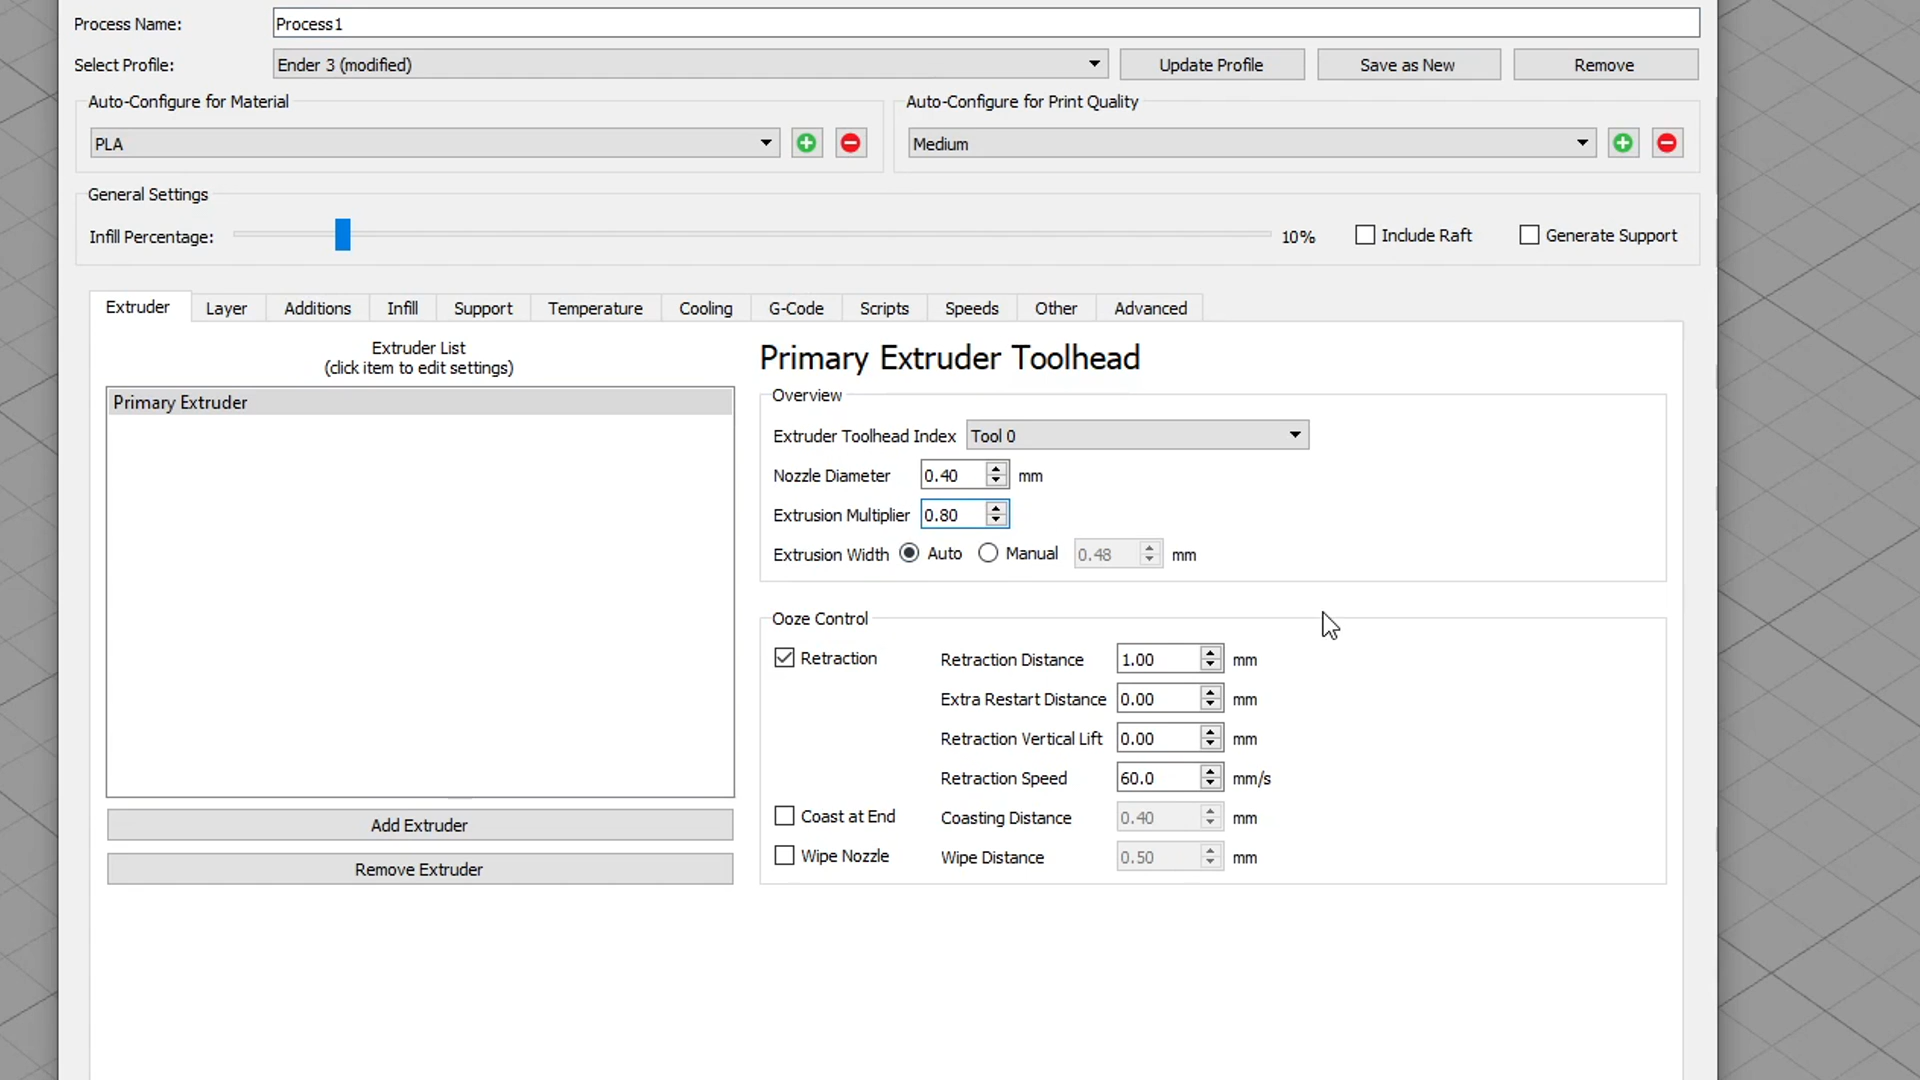 Process Name: Process1
Select Profile: Ender 3 (modified) Update Profile Save as New Remove
Auto-Configure for Material Auto-Configure for Print Quality
PLA Medium
General Settings
Infill Percentage: 10% Include Raft Generate Support
Extruder Layer Additions Infill Support Temperature Cooling G-Code Scripts Speeds Other Advanced
Extruder List
(click item to edit settings)
Primary Extruder
Add Extruder
Remove Extruder
Primary Extruder Toolhead
Overview
Extruder Toolhead Index Tool 0
Nozzle Diameter 0.40 mm
Extrusion Multiplier 0.80
Extrusion Width Auto Manual 0.48 mm
Ooze Control
Retraction Retraction Distance 1.00 mm
Extra Restart Distance 0.00 mm
Retraction Vertical Lift 0.00 mm
Retraction Speed 60.0 mm/s
Coast at End Coasting Distance 0.40 mm
Wipe Nozzle Wipe Distance 0.50 mm